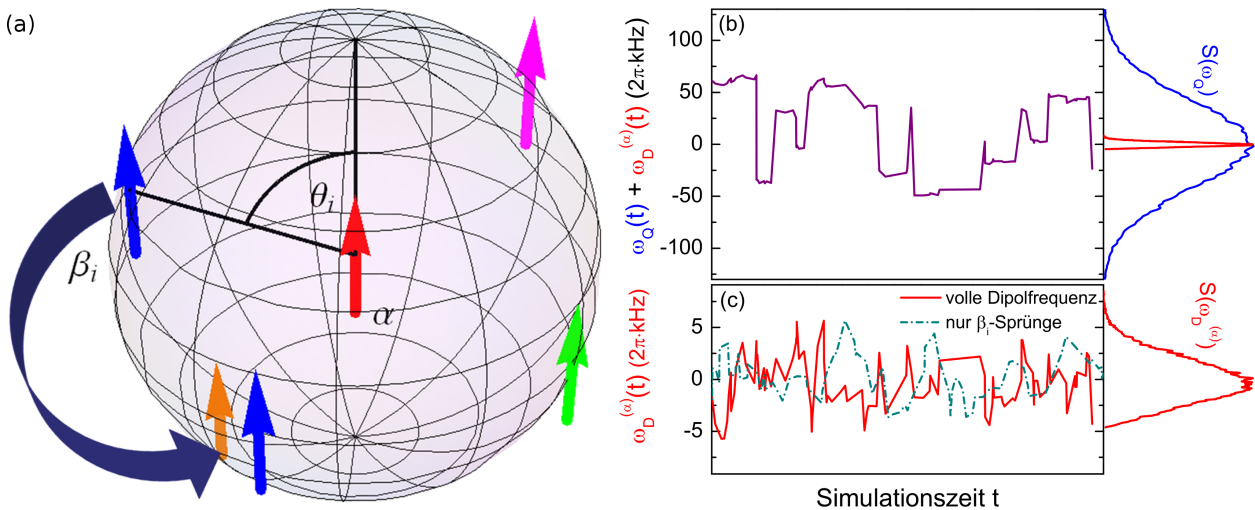 (a)
θi
βi
α
(b)
ωQ(t) + ωD(α)(t) (2π·kHz)
100
50
0
-50
-100
S(ωQ)
(c)
volle Dipolfrequenz
nur βi-Sprünge
ωD(α)(t) (2π·kHz)
5
0
-5
S(ωD(α))
Simulationszeit t